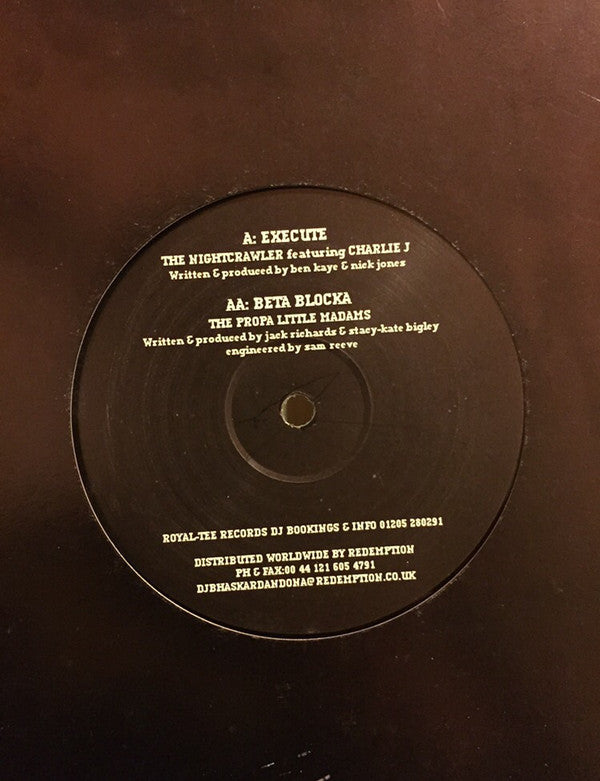 A: EXECUTE
THE NIGHTCRAWLER featuring CHARLIE J
Written & produced by ben kaye & nick jones
AA: BETA BLOCKA
THE PROPA LITTLE MADAMS
Written & produced by jack richards & stacy-kate bigley
engineered by sam reeve
ROYAL-TEE RECORDS DJ BOOKINGS & INFO 01205 280291
DISTRIBUTED WORLDWIDE BY REDEMPTION
PH & FAX:00 44 121 605 4791
DJBHASKARDANDONA@REDEMPTION.CO.UK